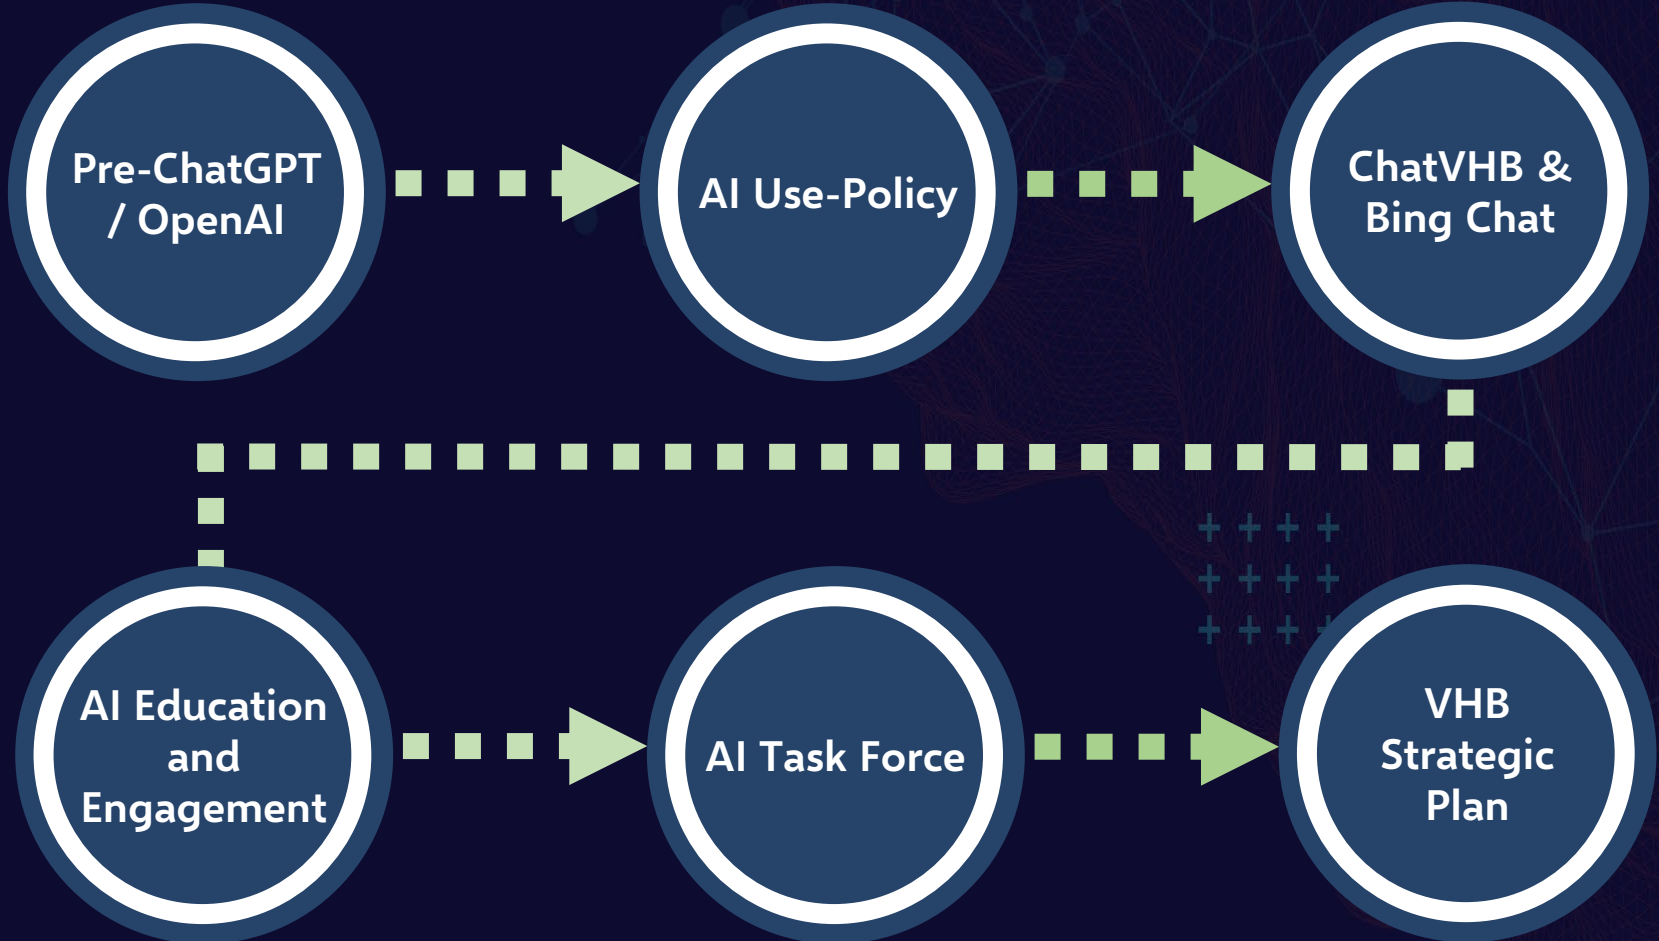 Pre-ChatGPT
/ OpenAI
AI Use-Policy
ChatVHB &
Bing Chat
AI Education
and
Engagement
AI Task Force
VHB
Strategic
Plan